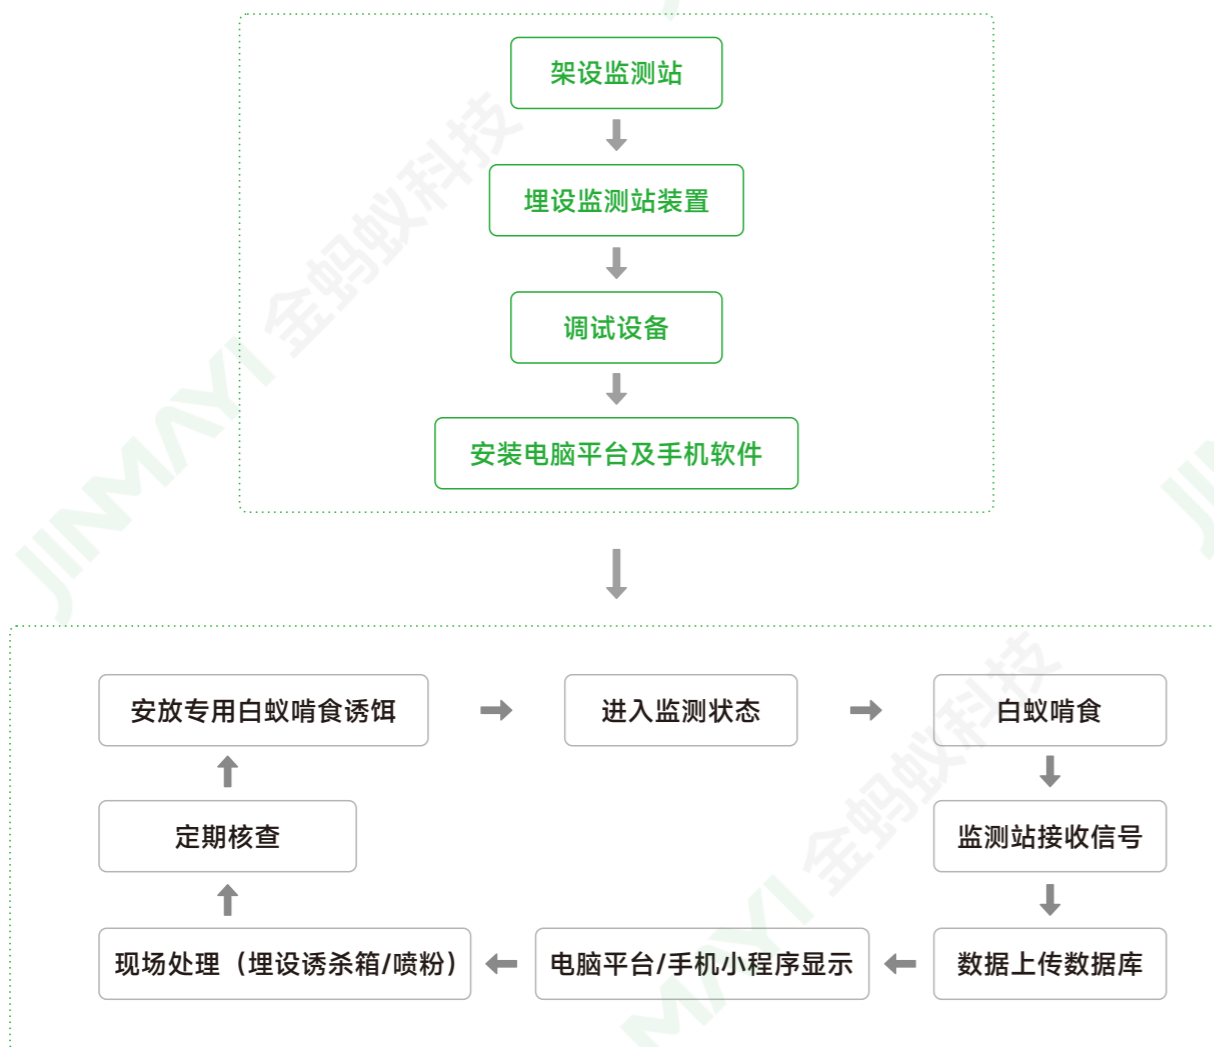 架设监测站
埋设监测站装置
调试设备
安装电脑平台及手机软件
安放专用白蚁啃食诱饵
进入监测状态
白蚁啃食
定期核查
监测站接收信号
现场处理（埋设诱杀箱/喷粉）
电脑平台/手机小程序显示
数据上传数据库
JINMAYI 金蚂蚁科技
JINMAYI 金蚂蚁科技